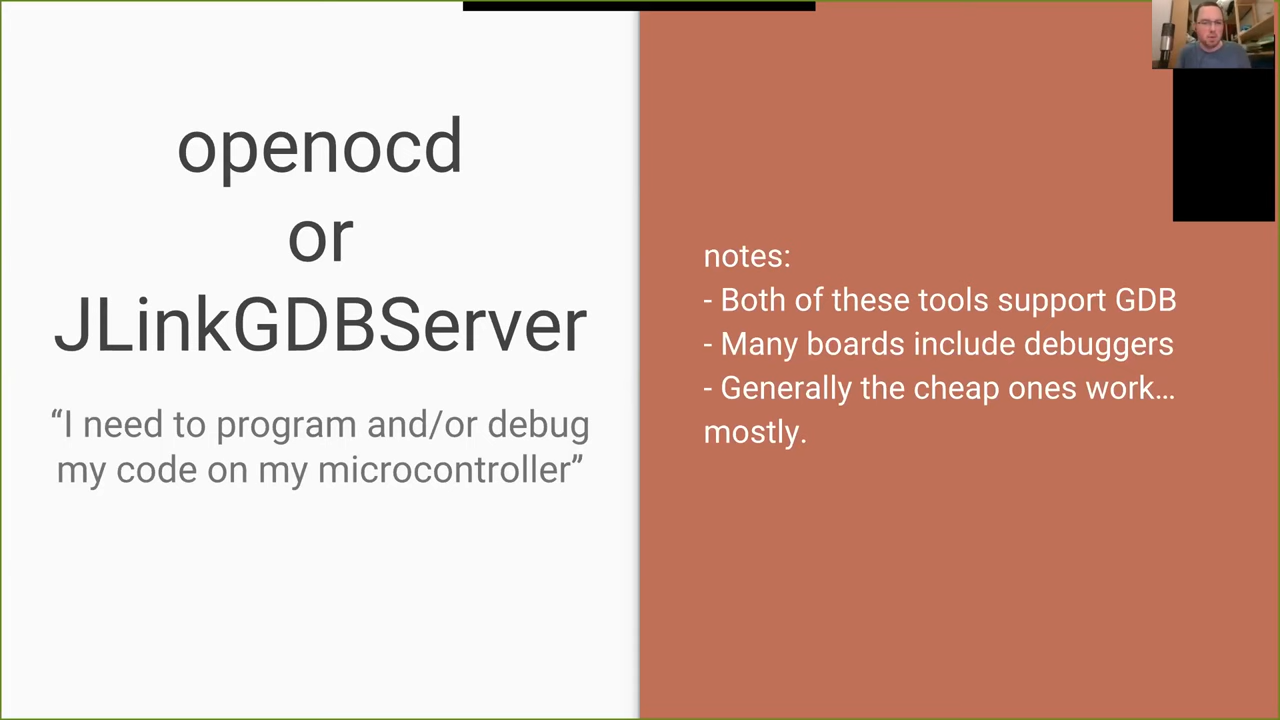 openocd
or
JLinkGDBServer
“I need to program and/or debug
my code on my microcontroller”
notes:
- Both of these tools support GDB
- Many boards include debuggers
- Generally the cheap ones work…
mostly.